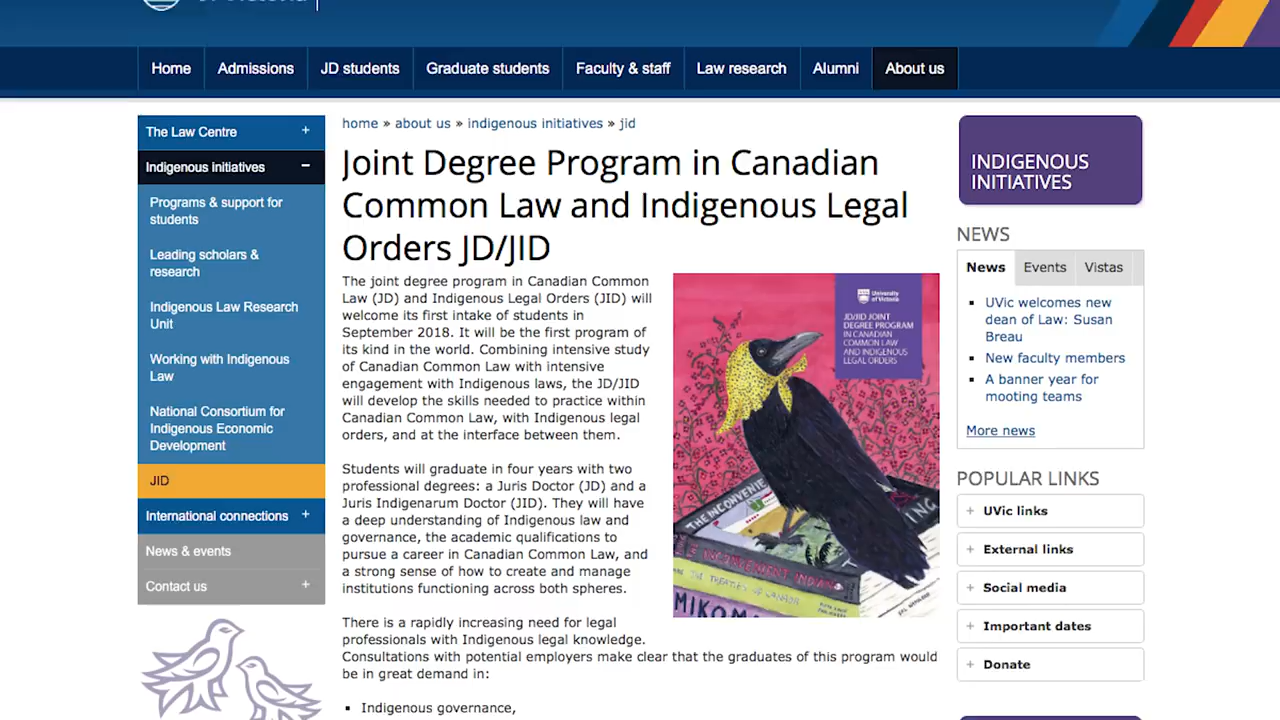 Home Admissions JD students Graduate students Faculty & staff Law research Alumni About us
The Law Centre +
Indigenous initiatives −
Programs & support for
students
Leading scholars &
research
Indigenous Law Research
Unit
Working with Indigenous
Law
National Consortium for
Indigenous Economic
Development
JID
International connections +
News & events
Contact us +
home » about us » indigenous initiatives » jid
Joint Degree Program in Canadian
Common Law and Indigenous Legal
Orders JD/JID
The joint degree program in Canadian Common
Law (JD) and Indigenous Legal Orders (JID) will
welcome its first intake of students in
September 2018. It will be the first program of
its kind in the world. Combining intensive study
of Canadian Common Law with intensive
engagement with Indigenous laws, the JD/JID
will develop the skills needed to practice within
Canadian Common Law, with Indigenous legal
orders, and at the interface between them.
Students will graduate in four years with two
professional degrees: a Juris Doctor (JD) and a
Juris Indigenarum Doctor (JID). They will have
a deep understanding of Indigenous law and
governance, the academic qualifications to
pursue a career in Canadian Common Law, and
a strong sense of how to create and manage
institutions functioning across both spheres.
There is a rapidly increasing need for legal
professionals with Indigenous legal knowledge.
Consultations with potential employers make clear that the graduates of this program would
be in great demand in:
▪ Indigenous governance,
University
of Victoria
JD/JID JOINT
DEGREE PROGRAM
IN CANADIAN
COMMON LAW
AND INDIGENOUS
LEGAL ORDERS
THE INCONVENIE
ING
INCONVENIENT INDIAN
THE TREATIES OF CANADA
MIKOM
INDIGENOUS
INITIATIVES
NEWS
News Events Vistas
▪ UVic welcomes new
dean of Law: Susan
Breau
▪ New faculty members
▪ A banner year for
mooting teams
More news
POPULAR LINKS
+ UVic links
+ External links
+ Social media
+ Important dates
+ Donate